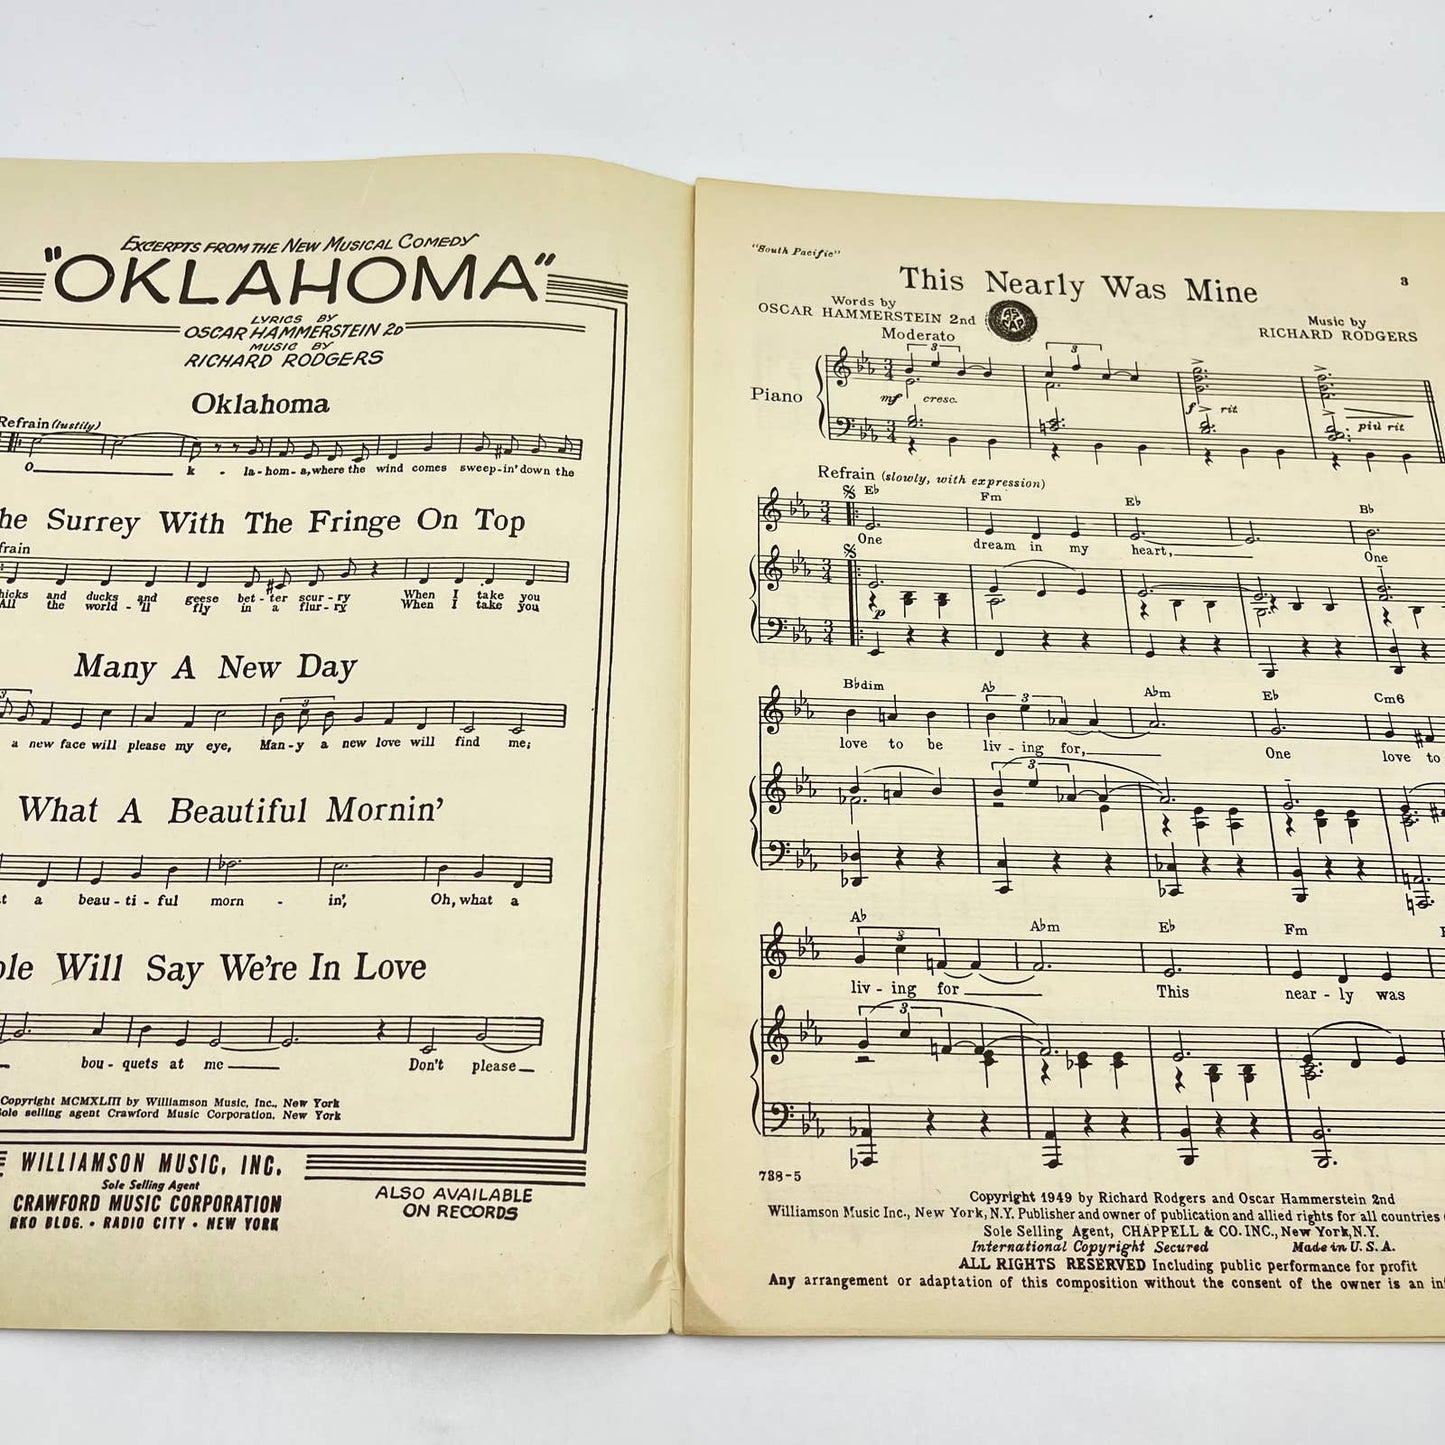 EXCERPTS FROM THE NEW MUSICAL COMEDY
"OKLAHOMA"
LYRICS BY
OSCAR HAMMERSTEIN 2D
MUSIC BY
RICHARD RODGERS
Oklahoma
Refrain (lustily)
O k - la-hom-a, where the wind comes sweep-in' down the
Surrey With The Fringe On Top
and ducks and geese bet-ter scur-ry When I take you
All the world-'ll fly in a flur-ry When I take you
Many A New Day
3 3
a new face will please my eye, Man-y a new love will find me;
What A Beautiful Mornin'
a beau-ti-ful morn - in', Oh, what a
Will Say We're In Love
bou-quets at me Don't please
Copyright MCMXLIII by Williamson Music, Inc., New York
Sole selling agent Crawford Music Corporation, New York
WILLIAMSON MUSIC, INC.
Sole Selling Agent
CRAWFORD MUSIC CORPORATION
RKO BLDG. • RADIO CITY • NEW YORK
ALSO AVAILABLE
ON RECORDS
"South Pacific"
3
This Nearly Was Mine
Words by
OSCAR HAMMERSTEIN 2nd
ASCAP
Music by
RICHARD RODGERS
Moderato
3 3
Piano
mf cresc. f rit più rit
Refrain (slowly, with expression)
E♭ Fm E♭ B♭
One dream in my heart, One
p
B♭dim A♭ 3 A♭m E♭ Cm6
love to be liv - ing for, One love to
3
A♭ A♭m E♭ Fm
3
liv - ing for This near - ly was
3
738-5
Copyright 1949 by Richard Rodgers and Oscar Hammerstein 2nd
Williamson Music Inc., New York, N.Y. Publisher and owner of publication and allied rights for all countries
Sole Selling Agent, CHAPPELL & CO. INC., New York, N.Y.
International Copyright Secured Made in U.S.A.
ALL RIGHTS RESERVED Including public performance for profit
Any arrangement or adaptation of this composition without the consent of the owner is an